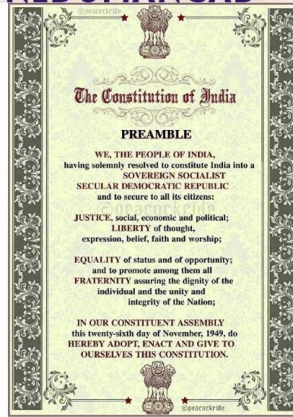 NEDUMANGAD
@peacockride
The Constitution of India
PREAMBLE
WE, THE PEOPLE OF INDIA,
having solemnly resolved to constitute India into a
SOVEREIGN SOCIALIST
SECULAR DEMOCRATIC REPUBLIC
and to secure to all its citizens:
peacockride
JUSTICE, social, economic and political;
LIBERTY of thought,
expression, belief, faith and worship;
EQUALITY of status and of opportunity;
and to promote among them all
FRATERNITY assuring the dignity of the
individual and the unity and
integrity of the Nation;
IN OUR CONSTITUENT ASSEMBLY
this twenty-sixth day of November, 1949, do
HEREBY ADOPT, ENACT AND GIVE TO
OURSELVES THIS CONSTITUTION.
@peacockride